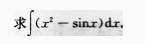 求∫(x² − sinx)dx.